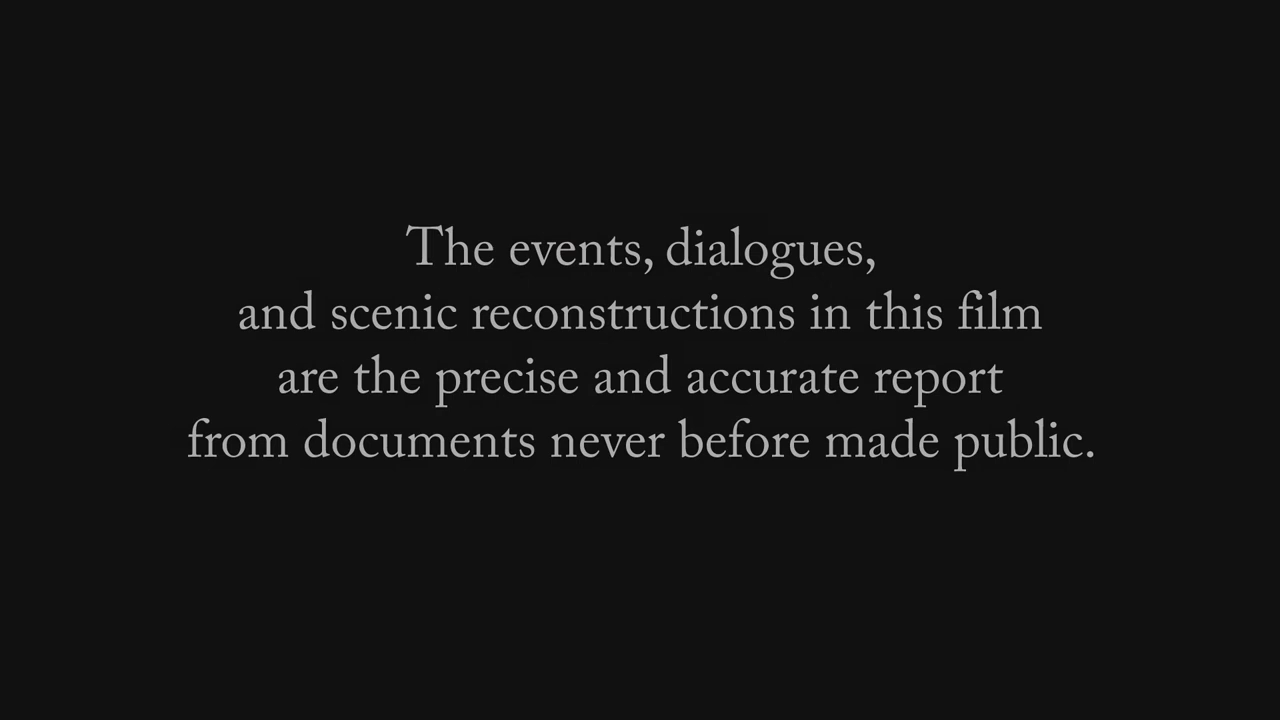 The events, dialogues,
and scenic reconstructions in this film
are the precise and accurate report
from documents never before made public.